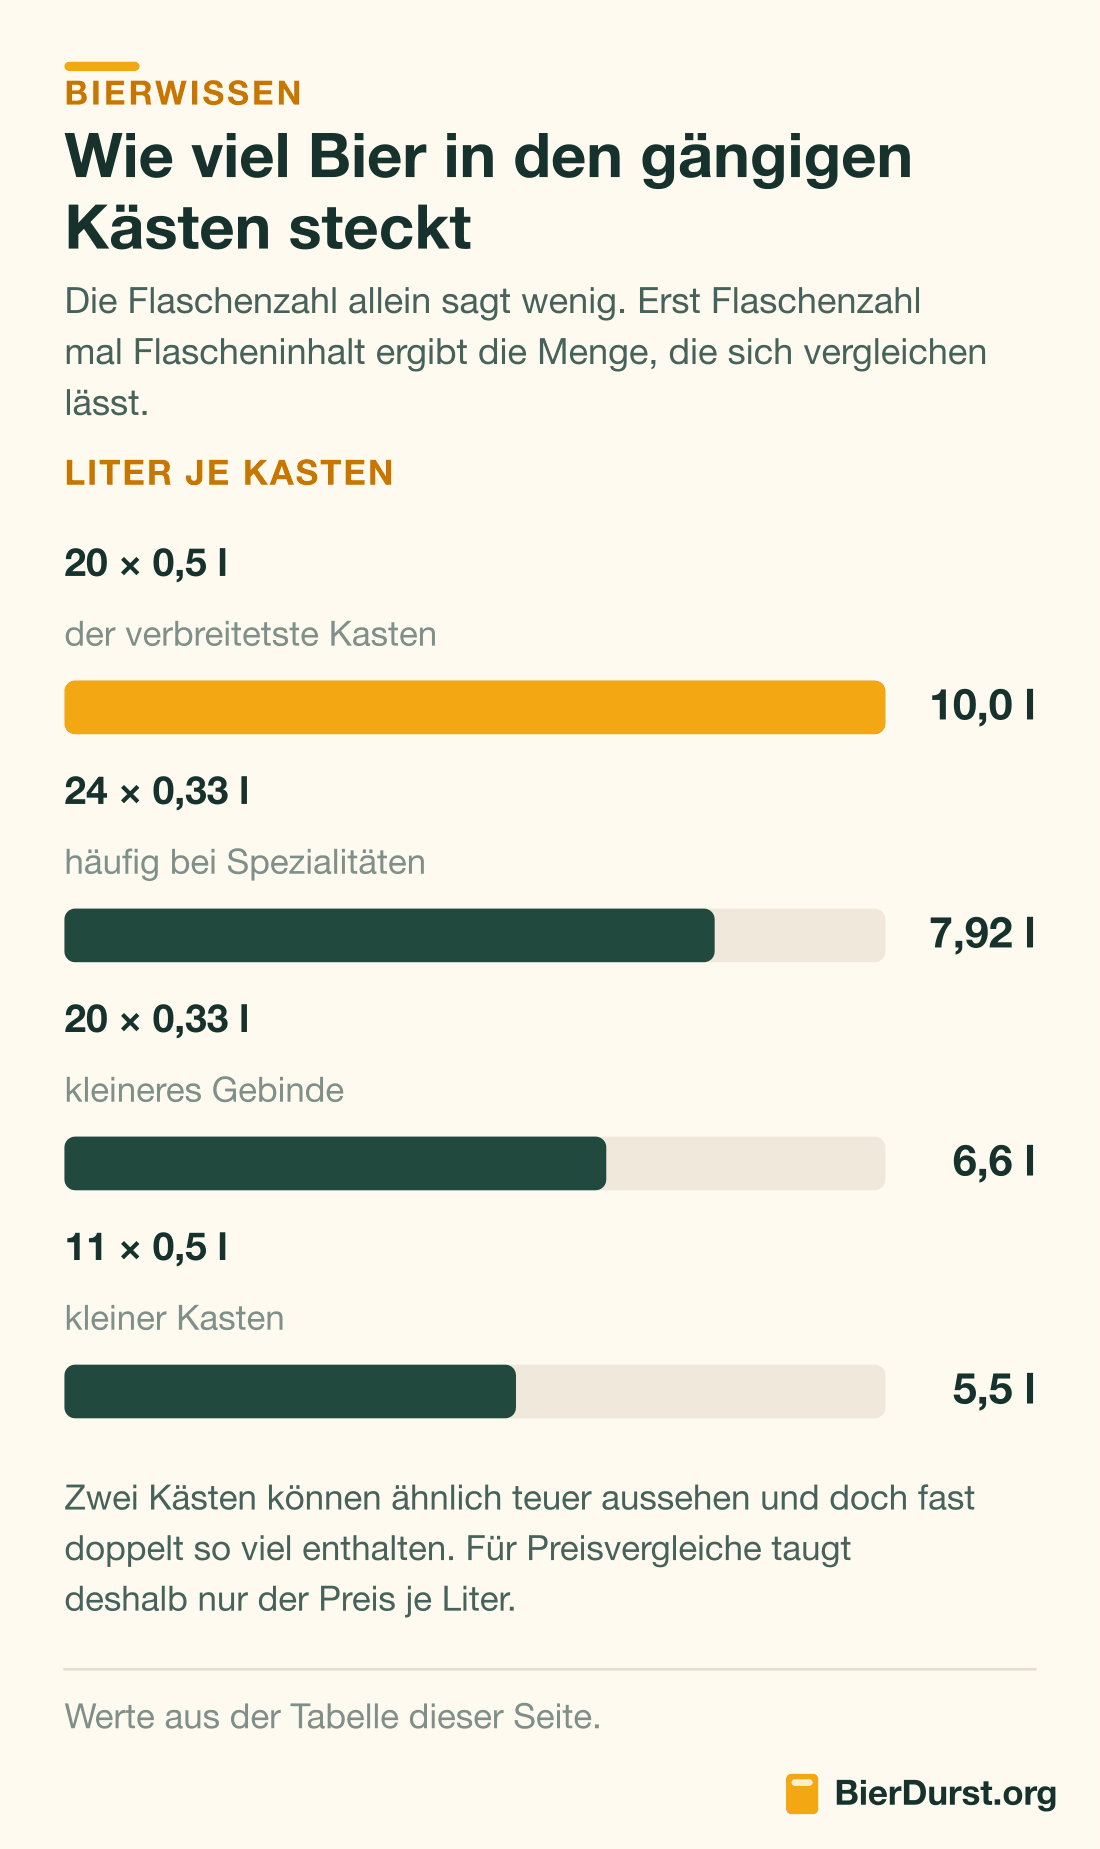 BIERWISSEN
Wie viel Bier in den gängigen
Kästen steckt
Die Flaschenzahl allein sagt wenig. Erst Flaschenzahl
mal Flascheninhalt ergibt die Menge, die sich vergleichen
lässt.
LITER JE KASTEN
20 × 0,5 l
der verbreitetste Kasten
10,0 l
24 × 0,33 l
häufig bei Spezialitäten
7,92 l
20 × 0,33 l
kleineres Gebinde
6,6 l
11 × 0,5 l
kleiner Kasten
5,5 l
Zwei Kästen können ähnlich teuer aussehen und doch fast
doppelt so viel enthalten. Für Preisvergleiche taugt
deshalb nur der Preis je Liter.
Werte aus der Tabelle dieser Seite.
BierDurst.org